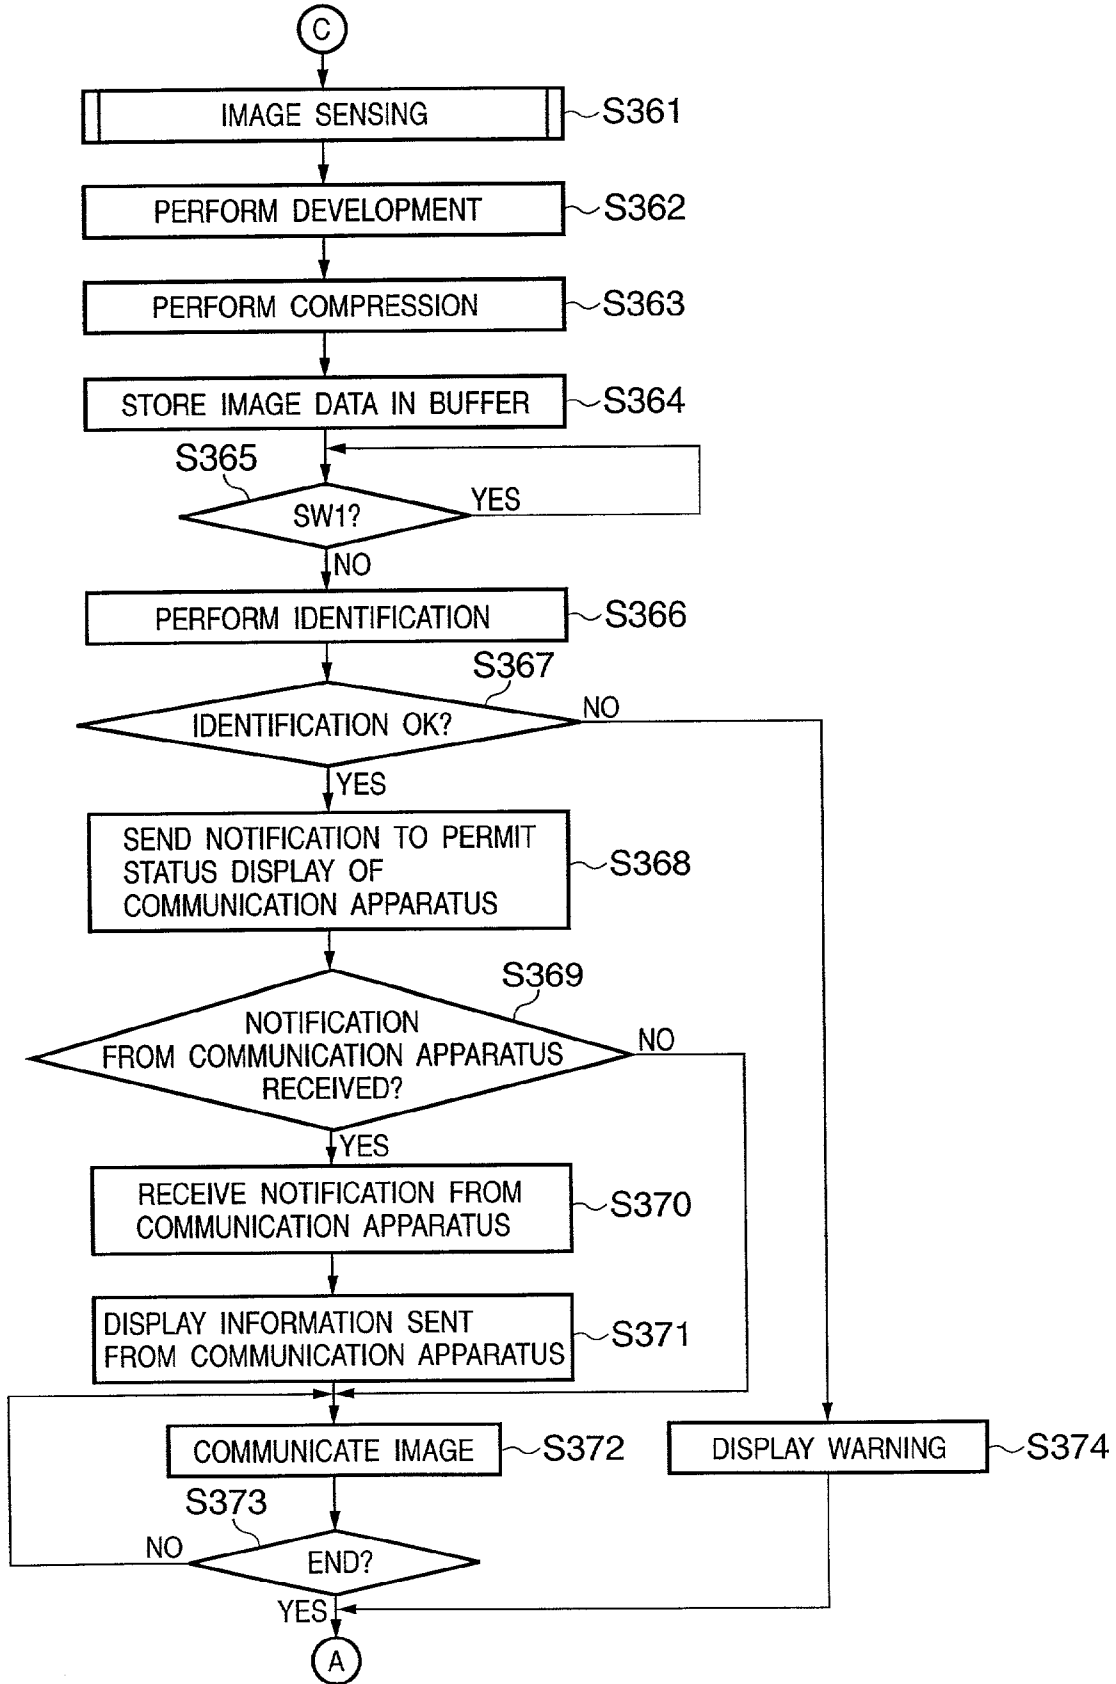 C
IMAGE SENSING
S361
PERFORM DEVELOPMENT
S362
PERFORM COMPRESSION
S363
STORE IMAGE DATA IN BUFFER
S364
S365
SW1?
YES
NO
PERFORM IDENTIFICATION
S366
S367
IDENTIFICATION OK?
NO
YES
SEND NOTIFICATION TO PERMIT
STATUS DISPLAY OF
COMMUNICATION APPARATUS
S368
S369
NOTIFICATION
FROM COMMUNICATION APPARATUS
RECEIVED?
NO
YES
RECEIVE NOTIFICATION FROM
COMMUNICATION APPARATUS
S370
DISPLAY INFORMATION SENT
FROM COMMUNICATION APPARATUS
S371
COMMUNICATE IMAGE
S372
DISPLAY WARNING
S374
S373
END?
NO
YES
A